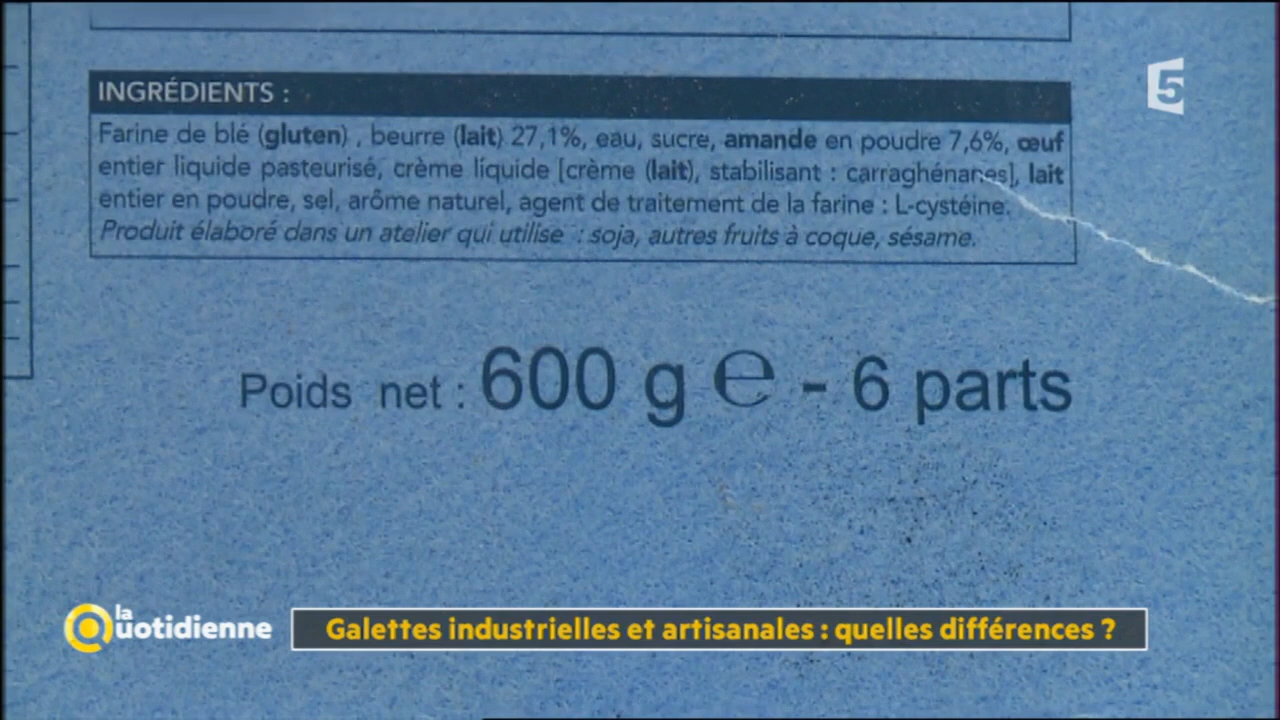 INGRÉDIENTS :
Farine de blé (gluten) , beurre (lait) 27,1%, eau, sucre, amande en poudre 7,6%, œuf
entier liquide pasteurisé, crème liquide [crème (lait), stabilisant : carraghénanes], lait
entier en poudre, sel, arôme naturel, agent de traitement de la farine : L-cystéine.
Produit élaboré dans un atelier qui utilise : soja, autres fruits à coque, sésame.
5
Poids net : 600 g ℮ - 6 parts
la Quotidienne
Galettes industrielles et artisanales : quelles différences ?